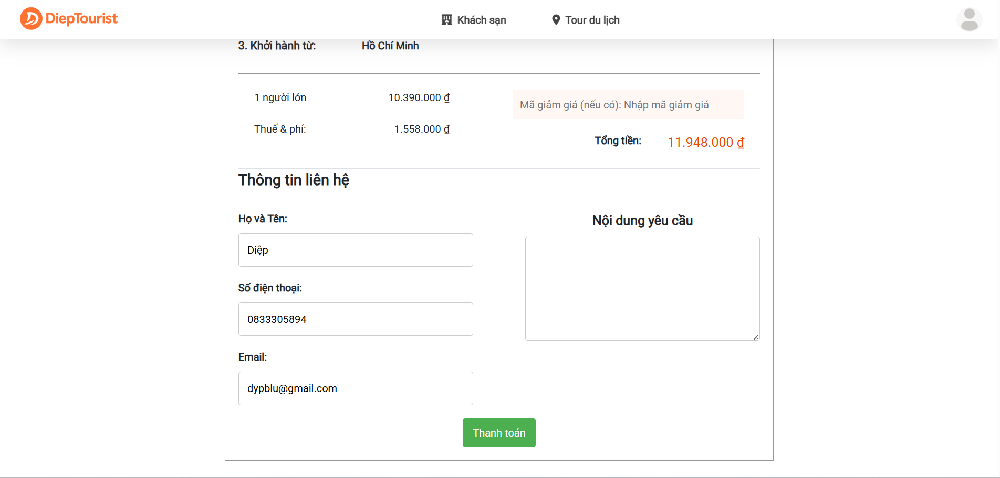 DiepTourist
Khách sạn
Tour du lịch
3. Khởi hành từ: Hồ Chí Minh
1 người lớn 10.390.000 ₫
Mã giảm giá (nếu có): Nhập mã giảm giá
Thuế & phí: 1.558.000 ₫
Tổng tiền: 11.948.000 ₫
Thông tin liên hệ
Họ và Tên:
Diệp
Số điện thoại:
0833305894
Email:
dypblu@gmail.com
Nội dung yêu cầu
Thanh toán